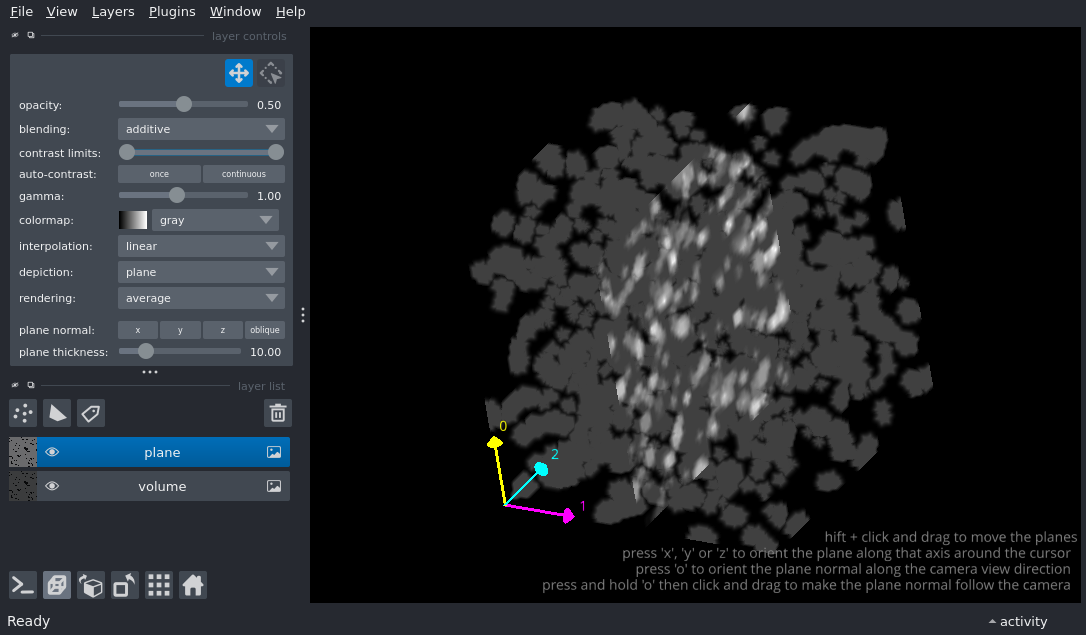 File View Layers Plugins Window Help
layer controls
opacity: 0.50
blending: additive
contrast limits:
auto-contrast: once continuous
gamma: 1.00
colormap: gray
interpolation: linear
depiction: plane
rendering: average
plane normal: x y z oblique
plane thickness: 10.00
layer list
plane
volume
0
2
1
hift + click and drag to move the planes
press 'x', 'y' or 'z' to orient the plane along that axis around the cursor
press 'o' to orient the plane normal along the camera view direction
press and hold 'o' then click and drag to make the plane normal follow the camera
Ready
activity